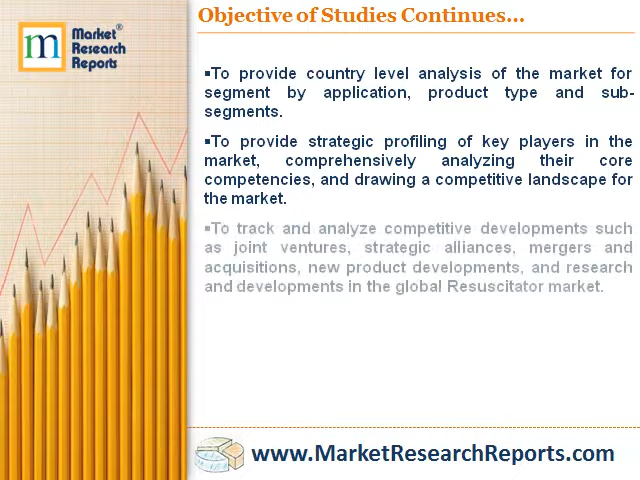 Objective of Studies Continues…
m
Market®
Research
Reports
▪To provide country level analysis of the market for
segment by application, product type and sub-
segments.
▪To provide strategic profiling of key players in the
market, comprehensively analyzing their core
competencies, and drawing a competitive landscape for
the market.
▪To track and analyze competitive developments such
as joint ventures, strategic alliances, mergers and
acquisitions, new product developments, and research
and developments in the global Resuscitator market.
www.MarketResearchReports.com